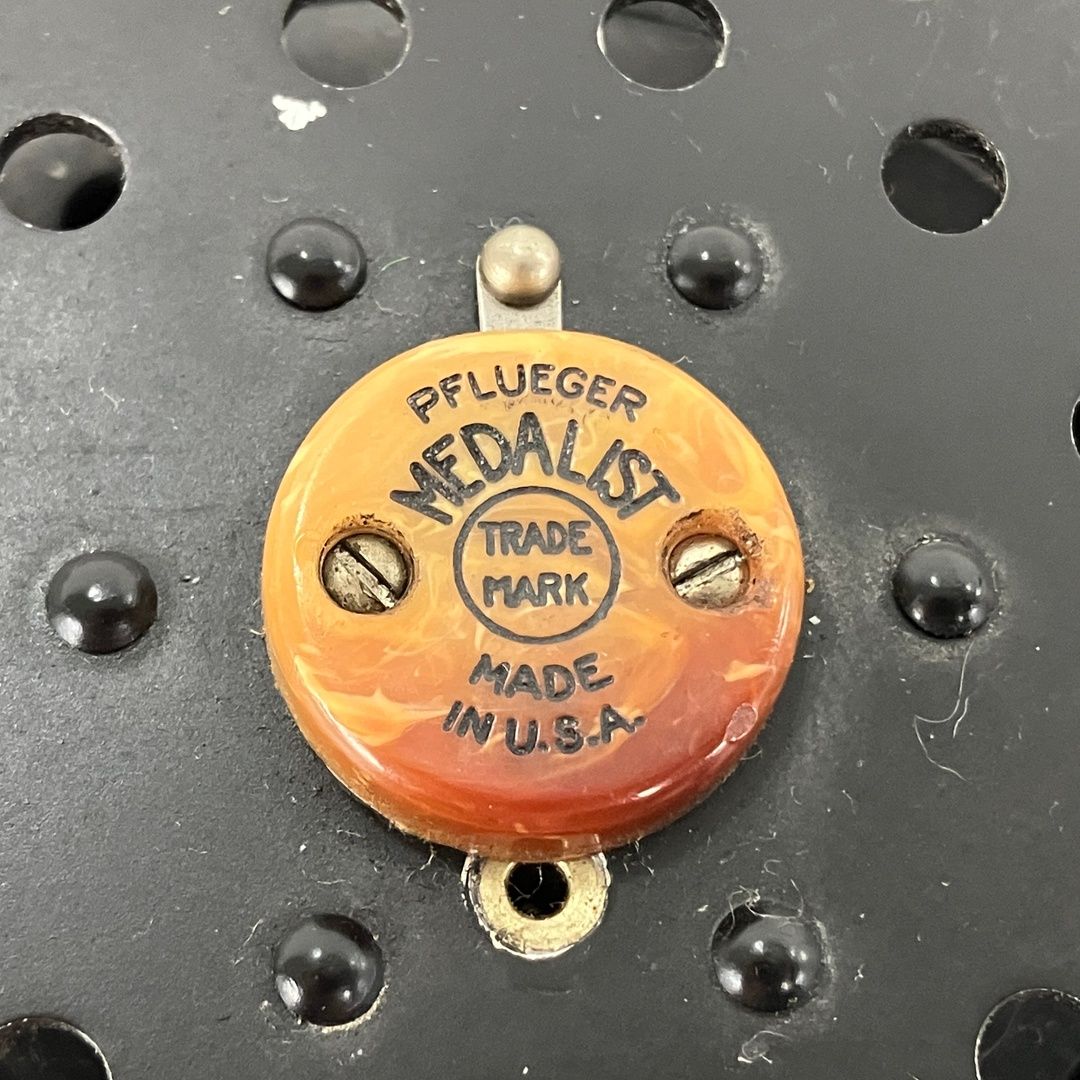 PFLUEGER
MEDALIST
TRADE
MARK
MADE
IN U.S.A.